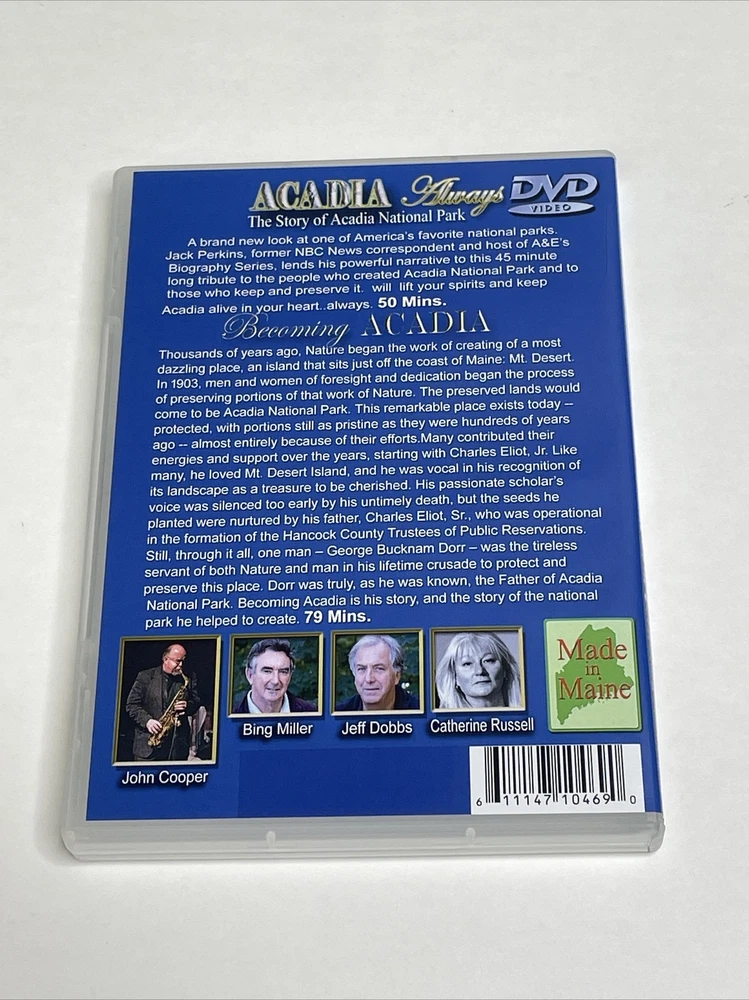 ACADIA Always DVD
VIDEO
The Story of Acadia National Park
A brand new look at one of America's favorite national parks.
Jack Perkins, former NBC News correspondent and host of A&E's
Biography Series, lends his powerful narrative to this 45 minute
long tribute to the people who created Acadia National Park and to
those who keep and preserve it. will lift your spirits and keep
Acadia alive in your heart..always. 50 Mins.
Becoming ACADIA
Thousands of years ago, Nature began the work of creating of a most
dazzling place, an island that sits just off the coast of Maine: Mt. Desert.
In 1903, men and women of foresight and dedication began the process
of preserving portions of that work of Nature. The preserved lands would
come to be Acadia National Park. This remarkable place exists today --
protected, with portions still as pristine as they were hundreds of years
ago -- almost entirely because of their efforts.Many contributed their
energies and support over the years, starting with Charles Eliot, Jr. Like
many, he loved Mt. Desert Island, and he was vocal in his recognition of
its landscape as a treasure to be cherished. His passionate scholar's
voice was silenced too early by his untimely death, but the seeds he
planted were nurtured by his father, Charles Eliot, Sr., who was operational
in the formation of the Hancock County Trustees of Public Reservations.
Still, through it all, one man – George Bucknam Dorr – was the tireless
servant of both Nature and man in his lifetime crusade to protect and
preserve this place. Dorr was truly, as he was known, the Father of Acadia
National Park. Becoming Acadia is his story, and the story of the national
park he helped to create. 79 Mins.
Made
in
Maine
John Cooper
Bing Miller
Jeff Dobbs
Catherine Russell
6 11147 10469 0